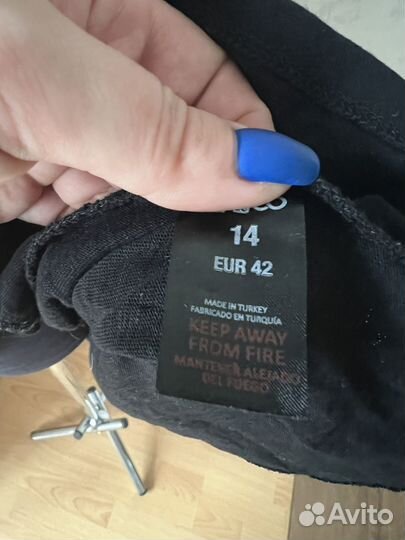 14
EUR 42
MADE IN TURKEY
FABRICADO EN TURQUÍA
KEEP AWAY
FROM FIRE
MANTENER ALEJADO
DEL FUEGO
Avito